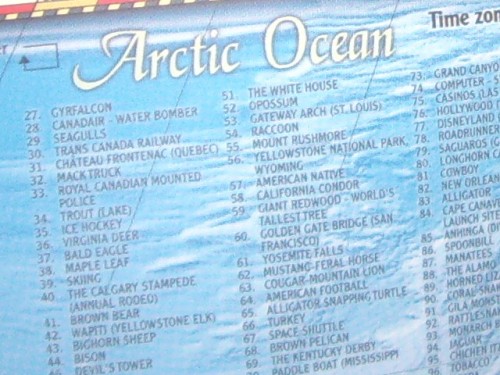 Arctic Ocean
Time zon
27. GYRFALCON
28. CANADAIR - WATER BOMBER
29. SEAGULLS
30. TRANS CANADA RAILWAY
31. CHÂTEAU FRONTENAC (QUEBEC)
32. MACK TRUCK
33. ROYAL CANADIAN MOUNTED
POLICE
34. TROUT (LAKE)
35. ICE HOCKEY
36. VIRGINIA DEER
37. BALD EAGLE
38. MAPLE LEAF
39. SKIING
40. THE CALGARY STAMPEDE
(ANNUAL RODEO)
41. BROWN BEAR
42. WAPITI (YELLOWSTONE ELK)
43. BIGHORN SHEEP
44. BISON
DEVIL'S TOWER
51. THE WHITE HOUSE
52. OPOSSUM
53. GATEWAY ARCH (ST. LOUIS)
54. RACCOON
55. MOUNT RUSHMORE
56. YELLOWSTONE NATIONAL PARK,
WYOMING
57. AMERICAN NATIVE
58. CALIFORNIA CONDOR
59. GIANT REDWOOD - WORLD'S
TALLEST TREE
60. GOLDEN GATE BRIDGE (SAN
FRANCISCO)
61. YOSEMITE FALLS
62. MUSTANG-FERAL HORSE
63. COUGAR-MOUNTAIN LION
64. AMERICAN FOOTBALL
65. ALLIGATOR SNAPPING TURTLE
66. TURKEY
67. SPACE SHUTTLE
68. BROWN PELICAN
69. THE KENTUCKY DERBY
PADDLE BOAT (MISSISSIPPI
73. GRAND CANYO
74. COMPUTER -
75. CASINOS (LAS
76. HOLLYWOOD
77. DISNEYLAND
78. ROADRUNNER
79. SAGUAROS (G
80. LONGHORN C
81. COWBOY
82. NEW ORLEAN
83. ALLIGATOR
84. CAPE CANAV
LAUNCH SIT
85. ANHINGA (D
86. SPOONBILL
87. MANATEES
88. THE ALAMO
89. HORNED L
90. CORAL SNA
91. GILA MON
92. RATTLESNA
93. MONARCH
94. JAGUAR
95. CHICHEN IT
96. TOBACCO